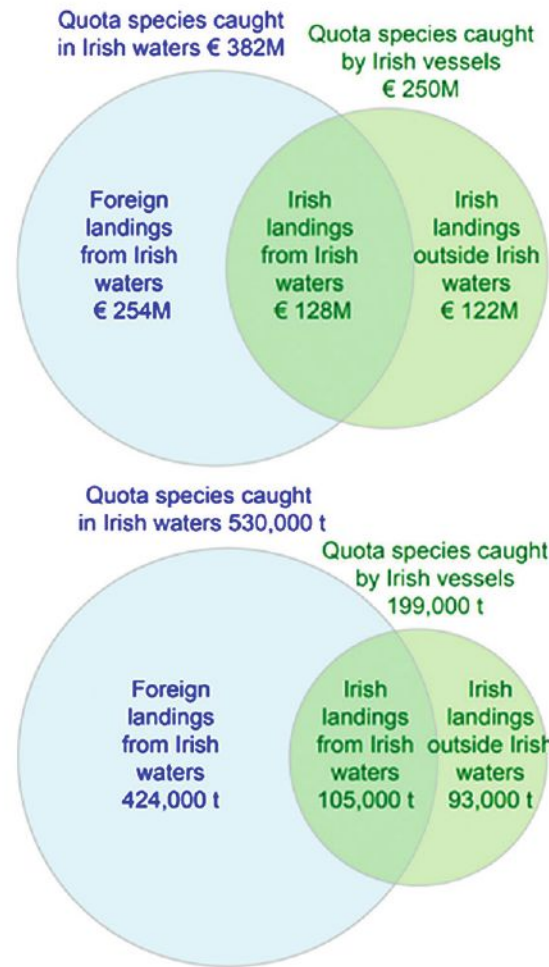 Quota species caught
in Irish waters € 382M
Quota species caught
by Irish vessels
€ 250M
Foreign
landings
from Irish
waters
€ 254M
Irish
landings
from Irish
waters
€ 128M
Irish
landings
outside Irish
waters
€ 122M
Quota species caught
in Irish waters 530,000 t
Quota species caught
by Irish vessels
199,000 t
Foreign
landings
from Irish
waters
424,000 t
Irish
landings
from Irish
waters
105,000 t
Irish
landings
outside Irish
waters
93,000 t